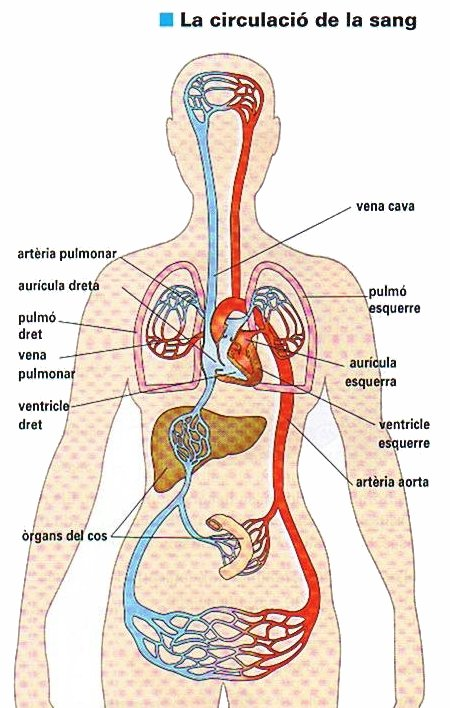 La circulació de la sang
vena cava
artèria pulmonar
aurícula dreta
pulmó
dret
vena
pulmonar
ventricle
dret
òrgans del cos
pulmó
esquerre
aurícula
esquerra
ventricle
esquerre
artèria aorta